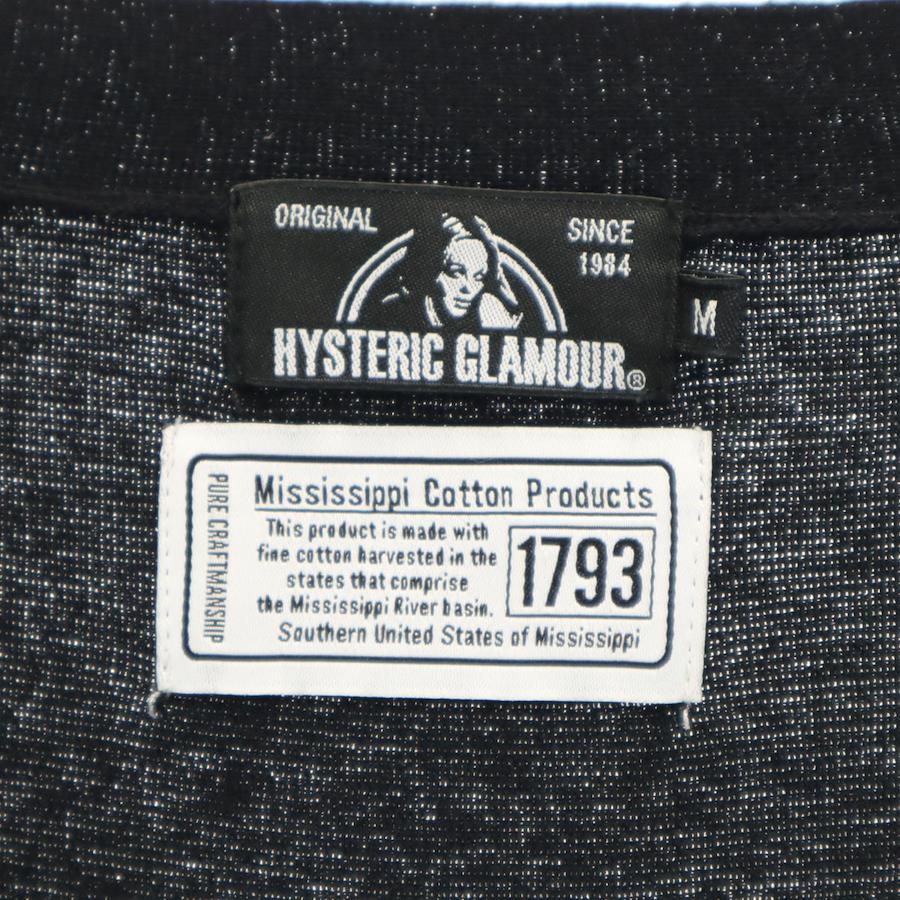 ORIGINAL
SINCE
1984
HYSTERIC GLAMOUR®
M
PURE CRAFTMANSHIP
Mississippi Cotton Products
This product is made with
fine cotton harvested in the
states that comprise
the Mississippi River basin.
1793
Southern United States of Mississippi